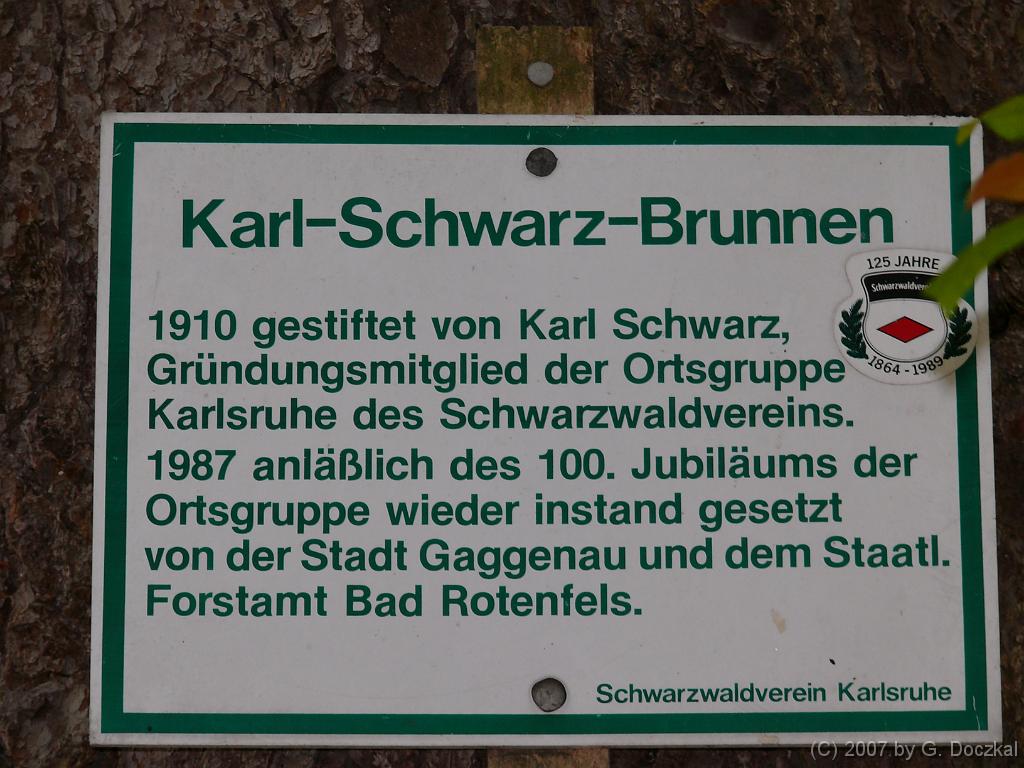 Karl-Schwarz-Brunnen
125 JAHRE
1910 gestiftet von Karl Schwarz,
Gründungsmitglied der Ortsgruppe
1864 - 1989
Karlsruhe des Schwarzwaldvereins.
1987 anläßlich des 100. Jubiläums der
Ortsgruppe wieder instand gesetzt
von der Stadt Gaggenau und dem Staatl.
Forstamt Bad Rotenfels.
Schwarzwaldverein Karlsruhe
(C) 2007 by G. Doczkal